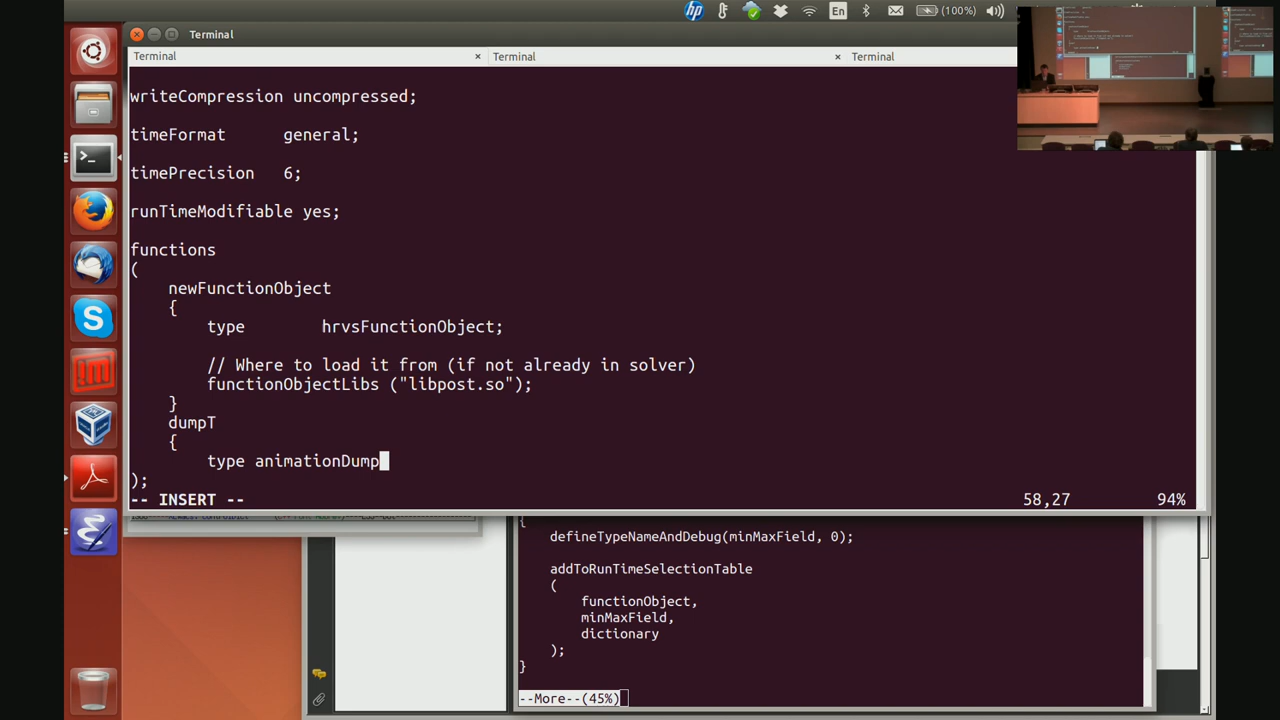 En
(100%)
Terminal
Terminal
Terminal
Terminal
writeCompression uncompressed;
timeFormat      general;
timePrecision   6;
runTimeModifiable yes;
functions
(
    newFunctionObject
    {
        type        hrvsFunctionObject;
        // Where to load it from (if not already in solver)
        functionObjectLibs ("libpost.so");
    }
    dumpT
    {
        type animationDump
);
-- INSERT --
58,27
94%
{
    defineTypeNameAndDebug(minMaxField, 0);
    addToRunTimeSelectionTable
    (
        functionObject,
        minMaxField,
        dictionary
    );
}
--More--(45%)